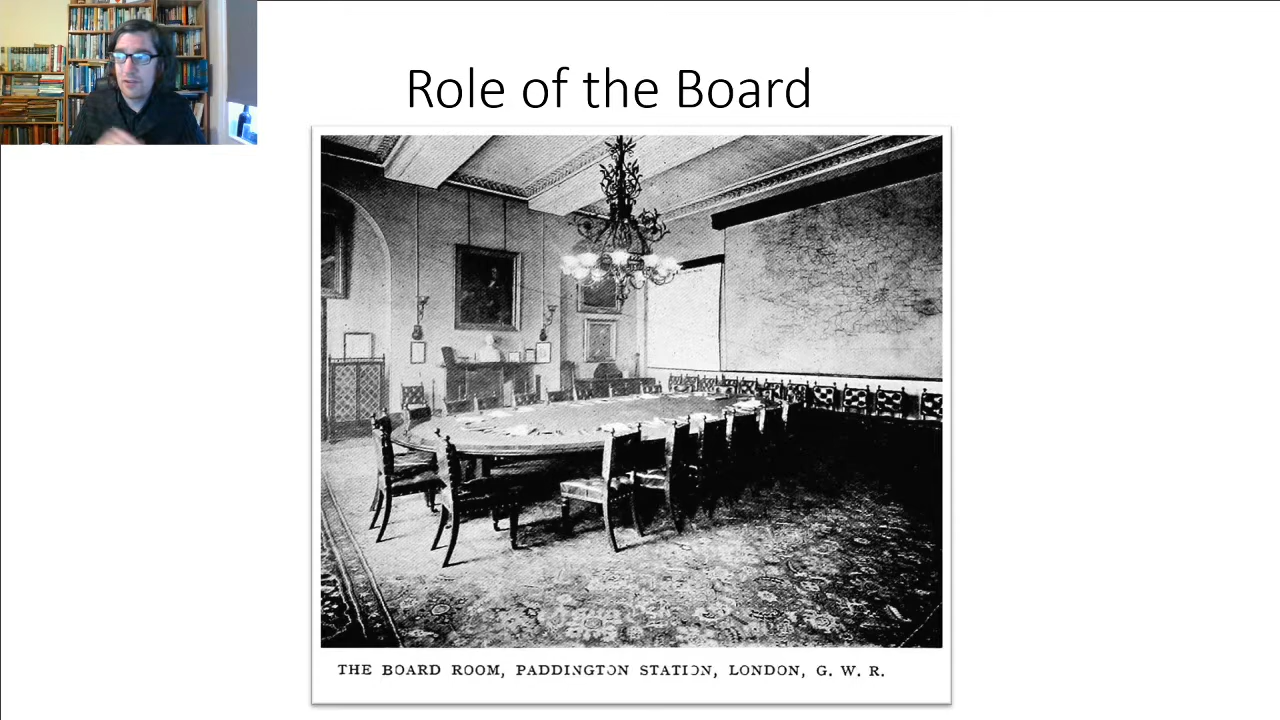 Role of the Board
THE BOARD ROOM, PADDINGTON STATION, LONDON, G. W. R.